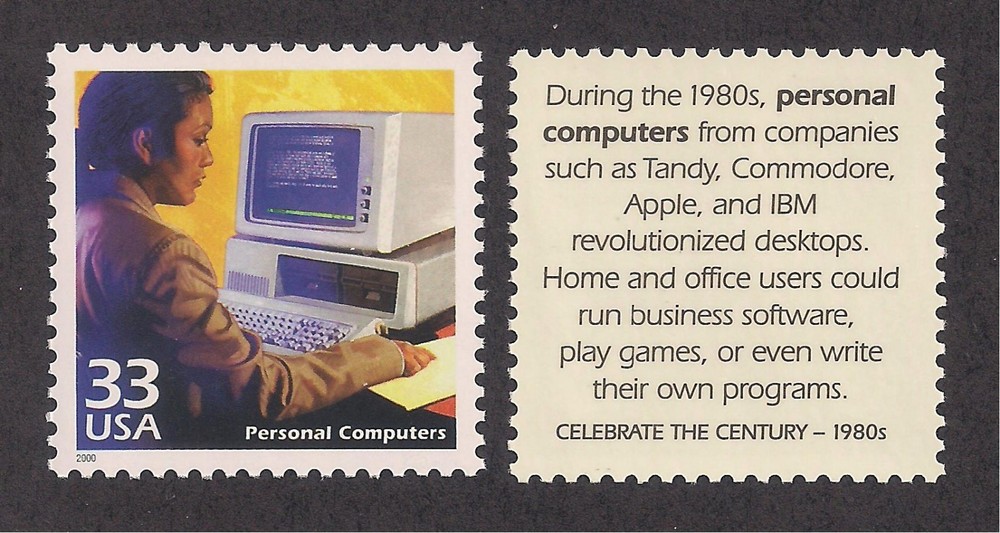 33
USA
Personal Computers
2000
During the 1980s, personal
computers from companies
such as Tandy, Commodore,
Apple, and IBM
revolutionized desktops.
Home and office users could
run business software,
play games, or even write
their own programs.
CELEBRATE THE CENTURY – 1980s